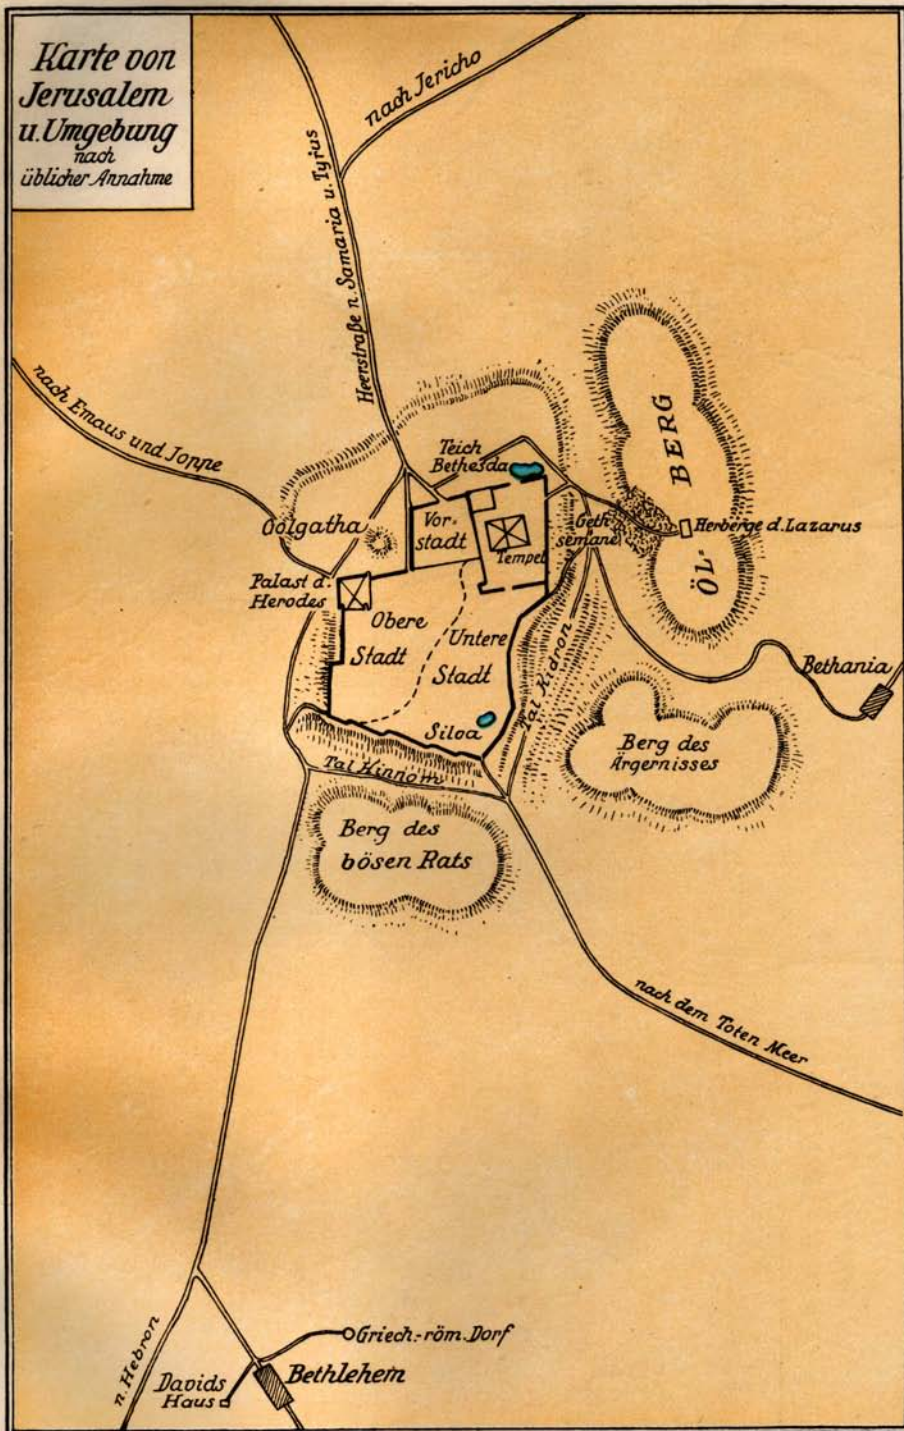 Karte von
Jerusalem
u. Umgebung
nach
üblicher Annahme
nach Jericho
Heerstraße n. Samaria u. Tyrus
nach Emaus und Joppe
BERG
ÖL-
Teich
Bethesda
Golgatha
Vor-
stadt
Tempel
Geth
semane
Herberge d. Lazarus
Palast d.
Herodes
Obere
Stadt
Untere
Stadt
Tal Kidron
Bethania
Siloa
Berg des
Ärgernisses
Tal Hinnom
Berg des
bösen Rats
nach dem Toten Meer
n. Hebron
Griech.-röm. Dorf
Davids
Haus
Bethlehem